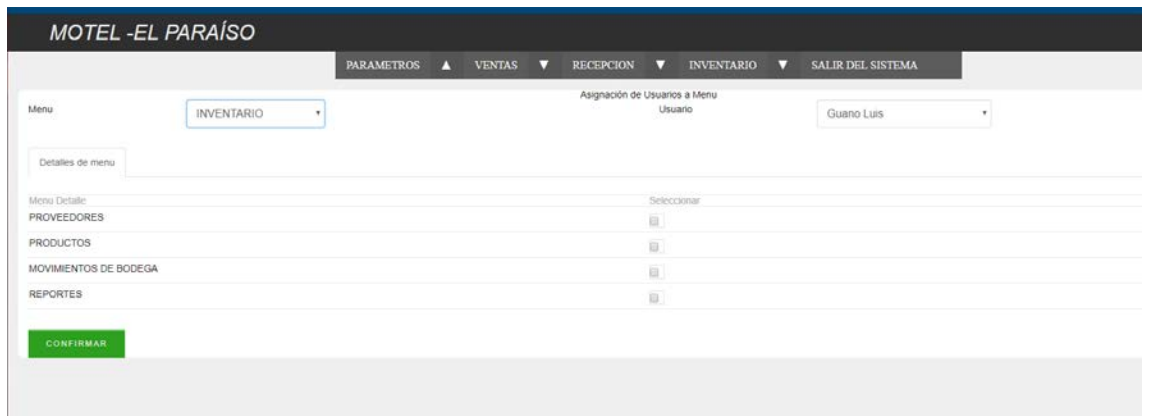 MOTEL -EL PARAÍSO
PARAMETROS ▲ VENTAS ▼ RECEPCION ▼ INVENTARIO ▼ SALIR DEL SISTEMA
Asignación de Usuarios a Menu
Menu INVENTARIO Usuario Guano Luis
Detalles de menu
Menu Detalle Seleccionar
PROVEEDORES
PRODUCTOS
MOVIMIENTOS DE BODEGA
REPORTES
CONFIRMAR